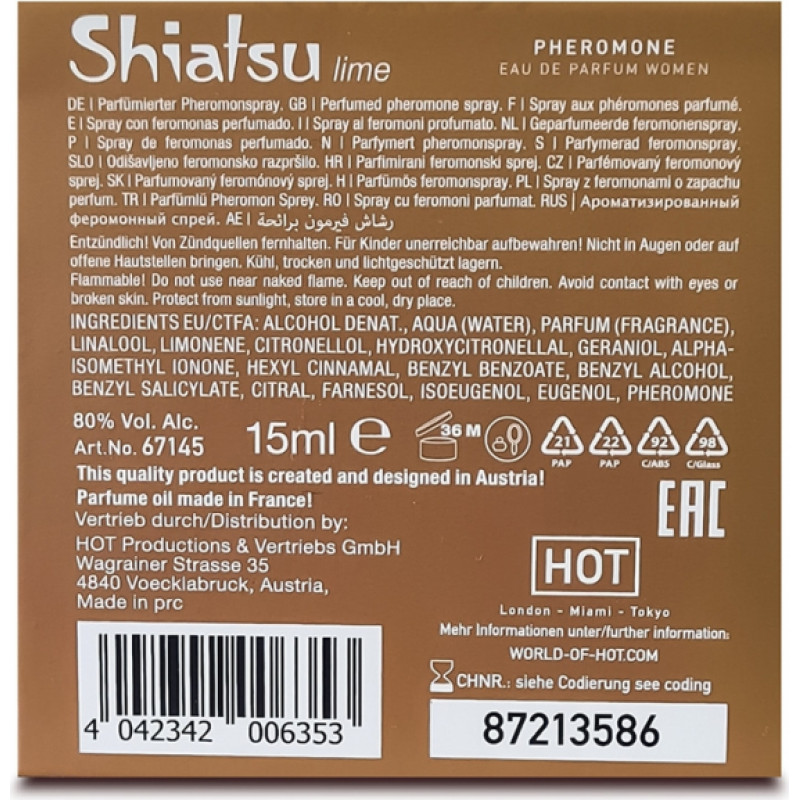 Shiatsu lime
PHEROMONE
EAU DE PARFUM WOMEN
DE | Parfümierter Pheromonspray. GB | Perfumed pheromone spray. F | Spray aux phéromones parfumé.
E | Spray con feromonas perfumado. I | Spray al feromoni profumato. NL | Geparfumeerde feromonenspray.
P | Spray de feromonas perfumado. N | Parfymert pheromonspray. S | Parfymerad feromonspray.
SLO | Odišavljeno feromonsko razpršilo. HR | Parfimirani feromonski sprej. CZ | Parfémovaný feromonový
sprej. SK | Parfumovaný feromónový sprej. H | Parfümös feromonspray. PL | Spray z feromonami o zapachu
perfum. TR | Parfümlü Pheromon Sprey. RO | Spray cu feromoni parfumat. RUS | Ароматизированный
феромонный спрей. AE | رشاش فيرمون برائحة
Entzündlich! Von Zündquellen fernhalten. Für Kinder unerreichbar aufbewahren! Nicht in Augen oder auf
offene Hautstellen bringen. Kühl, trocken und lichtgeschützt lagern.
Flammable! Do not use near naked flame. Keep out of reach of children. Avoid contact with eyes or
broken skin. Protect from sunlight, store in a cool, dry place.
INGREDIENTS EU/CTFA: ALCOHOL DENAT., AQUA (WATER), PARFUM (FRAGRANCE),
LINALOOL, LIMONENE, CITRONELLOL, HYDROXYCITRONELLAL, GERANIOL, ALPHA-
ISOMETHYL IONONE, HEXYL CINNAMAL, BENZYL BENZOATE, BENZYL ALCOHOL,
BENZYL SALICYLATE, CITRAL, FARNESOL, ISOEUGENOL, EUGENOL, PHEROMONE
80% Vol. Alc.
Art.No. 67145
15ml e
36 M
21 PAP
22 PAP
92 C/ABS
98 C/Glass
This quality product is created and designed in Austria!
Parfume oil made in France!
Vertrieb durch/Distribution by:
HOT Productions & Vertriebs GmbH
Wagrainer Strasse 35
4840 Voecklabruck, Austria,
Made in prc
EAC
HOT
London - Miami - Tokyo
Mehr Informationen unter/further information:
WORLD-OF-HOT.COM
CHNR.: siehe Codierung see coding
4 042342 006353
87213586